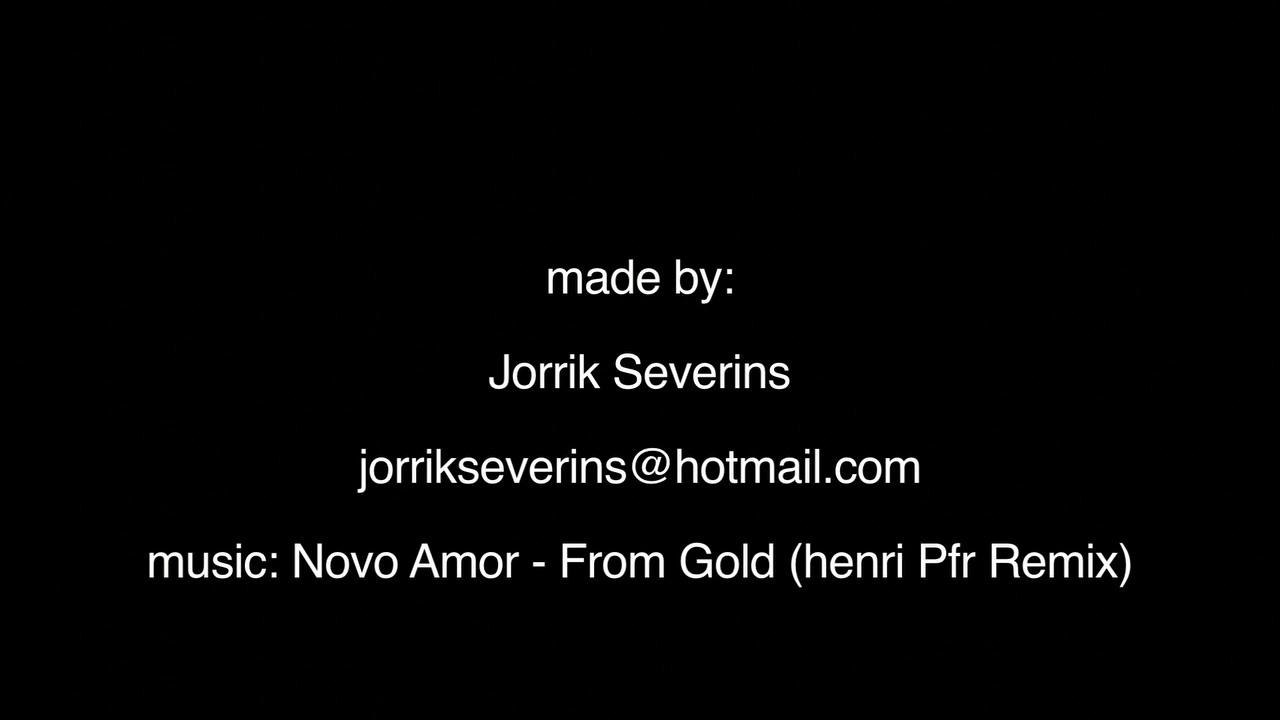 made by:
Jorrik Severins
jorrikseverins@hotmail.com
music: Novo Amor - From Gold (henri Pfr Remix)